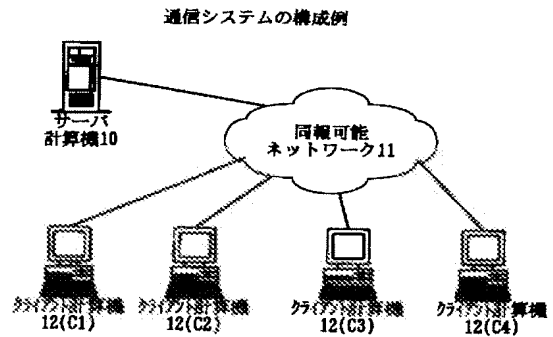 通信システムの構成例
サーバ
計算機10
同報可能
ネットワーク11
クライアント計算機
12(C1)
クライアント計算機
12(C2)
クライアント計算機
12(C3)
クライアント計算機
12(C4)